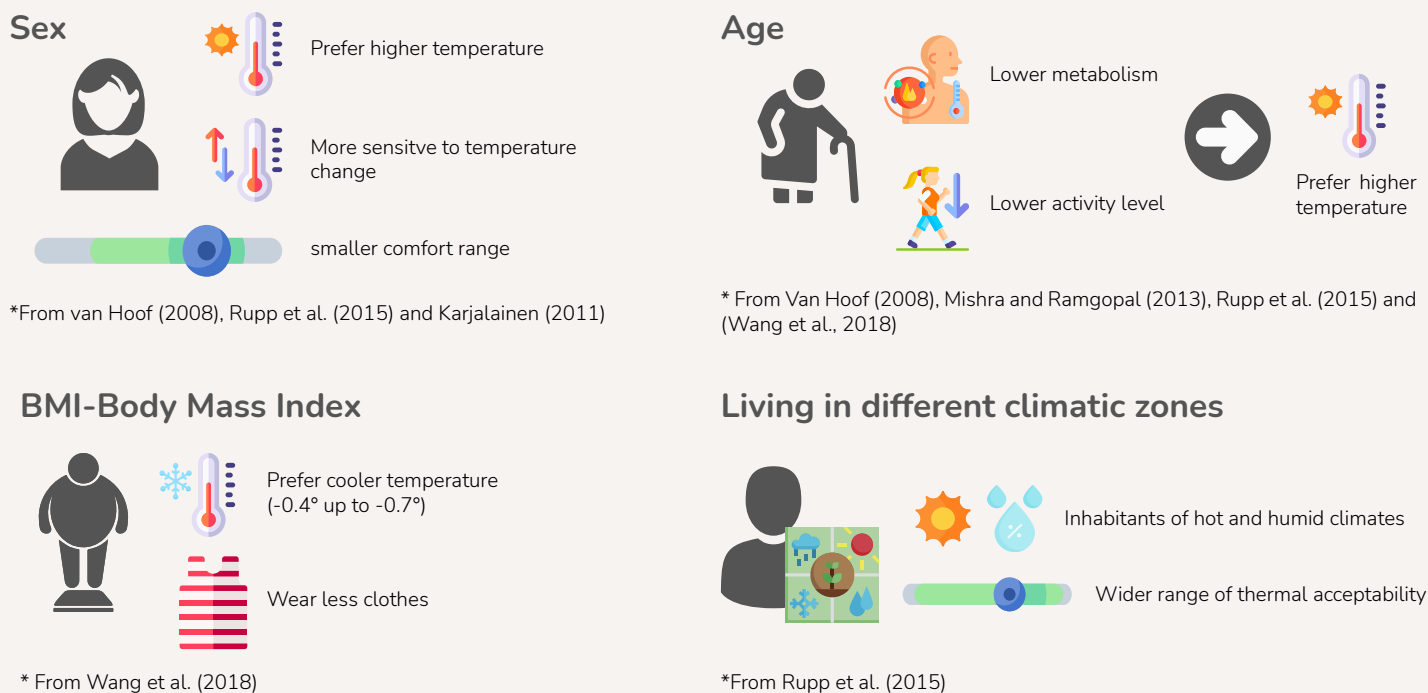 Sex
Prefer higher temperature
More sensitve to temperature
change
smaller comfort range
*From van Hoof (2008), Rupp et al. (2015) and Karjalainen (2011)
Age
Lower metabolism
Lower activity level
Prefer higher
temperature
* From Van Hoof (2008), Mishra and Ramgopal (2013), Rupp et al. (2015) and
(Wang et al., 2018)
BMI-Body Mass Index
Prefer cooler temperature
(-0.4° up to -0.7°)
Wear less clothes
* From Wang et al. (2018)
Living in different climatic zones
%
Inhabitants of hot and humid climates
Wider range of thermal acceptability
*From Rupp et al. (2015)